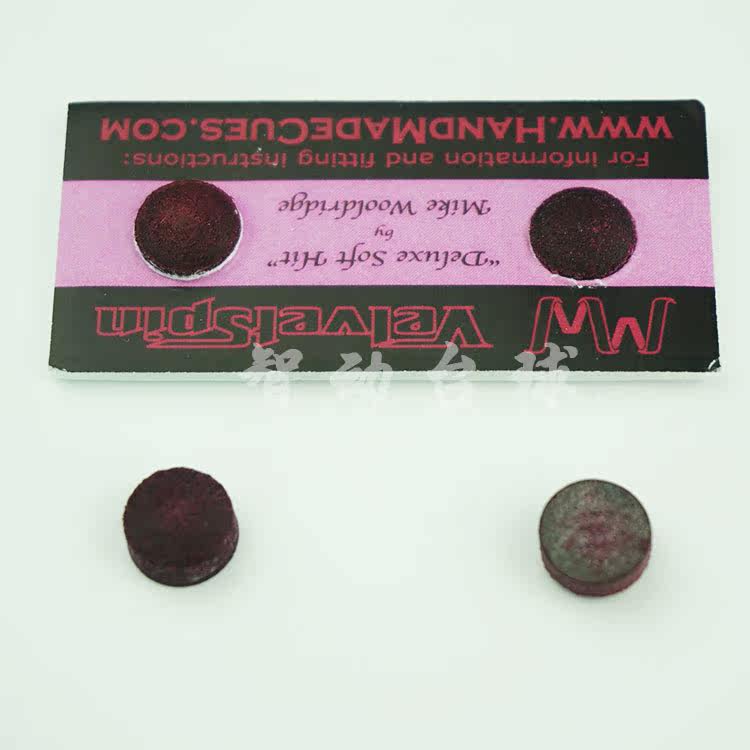 MW VelvetSpin
"Deluxe Soft Hit"
by
Mike Wooldridge
For information and fitting instructions:
www.HandMadeCues.com
智动台球